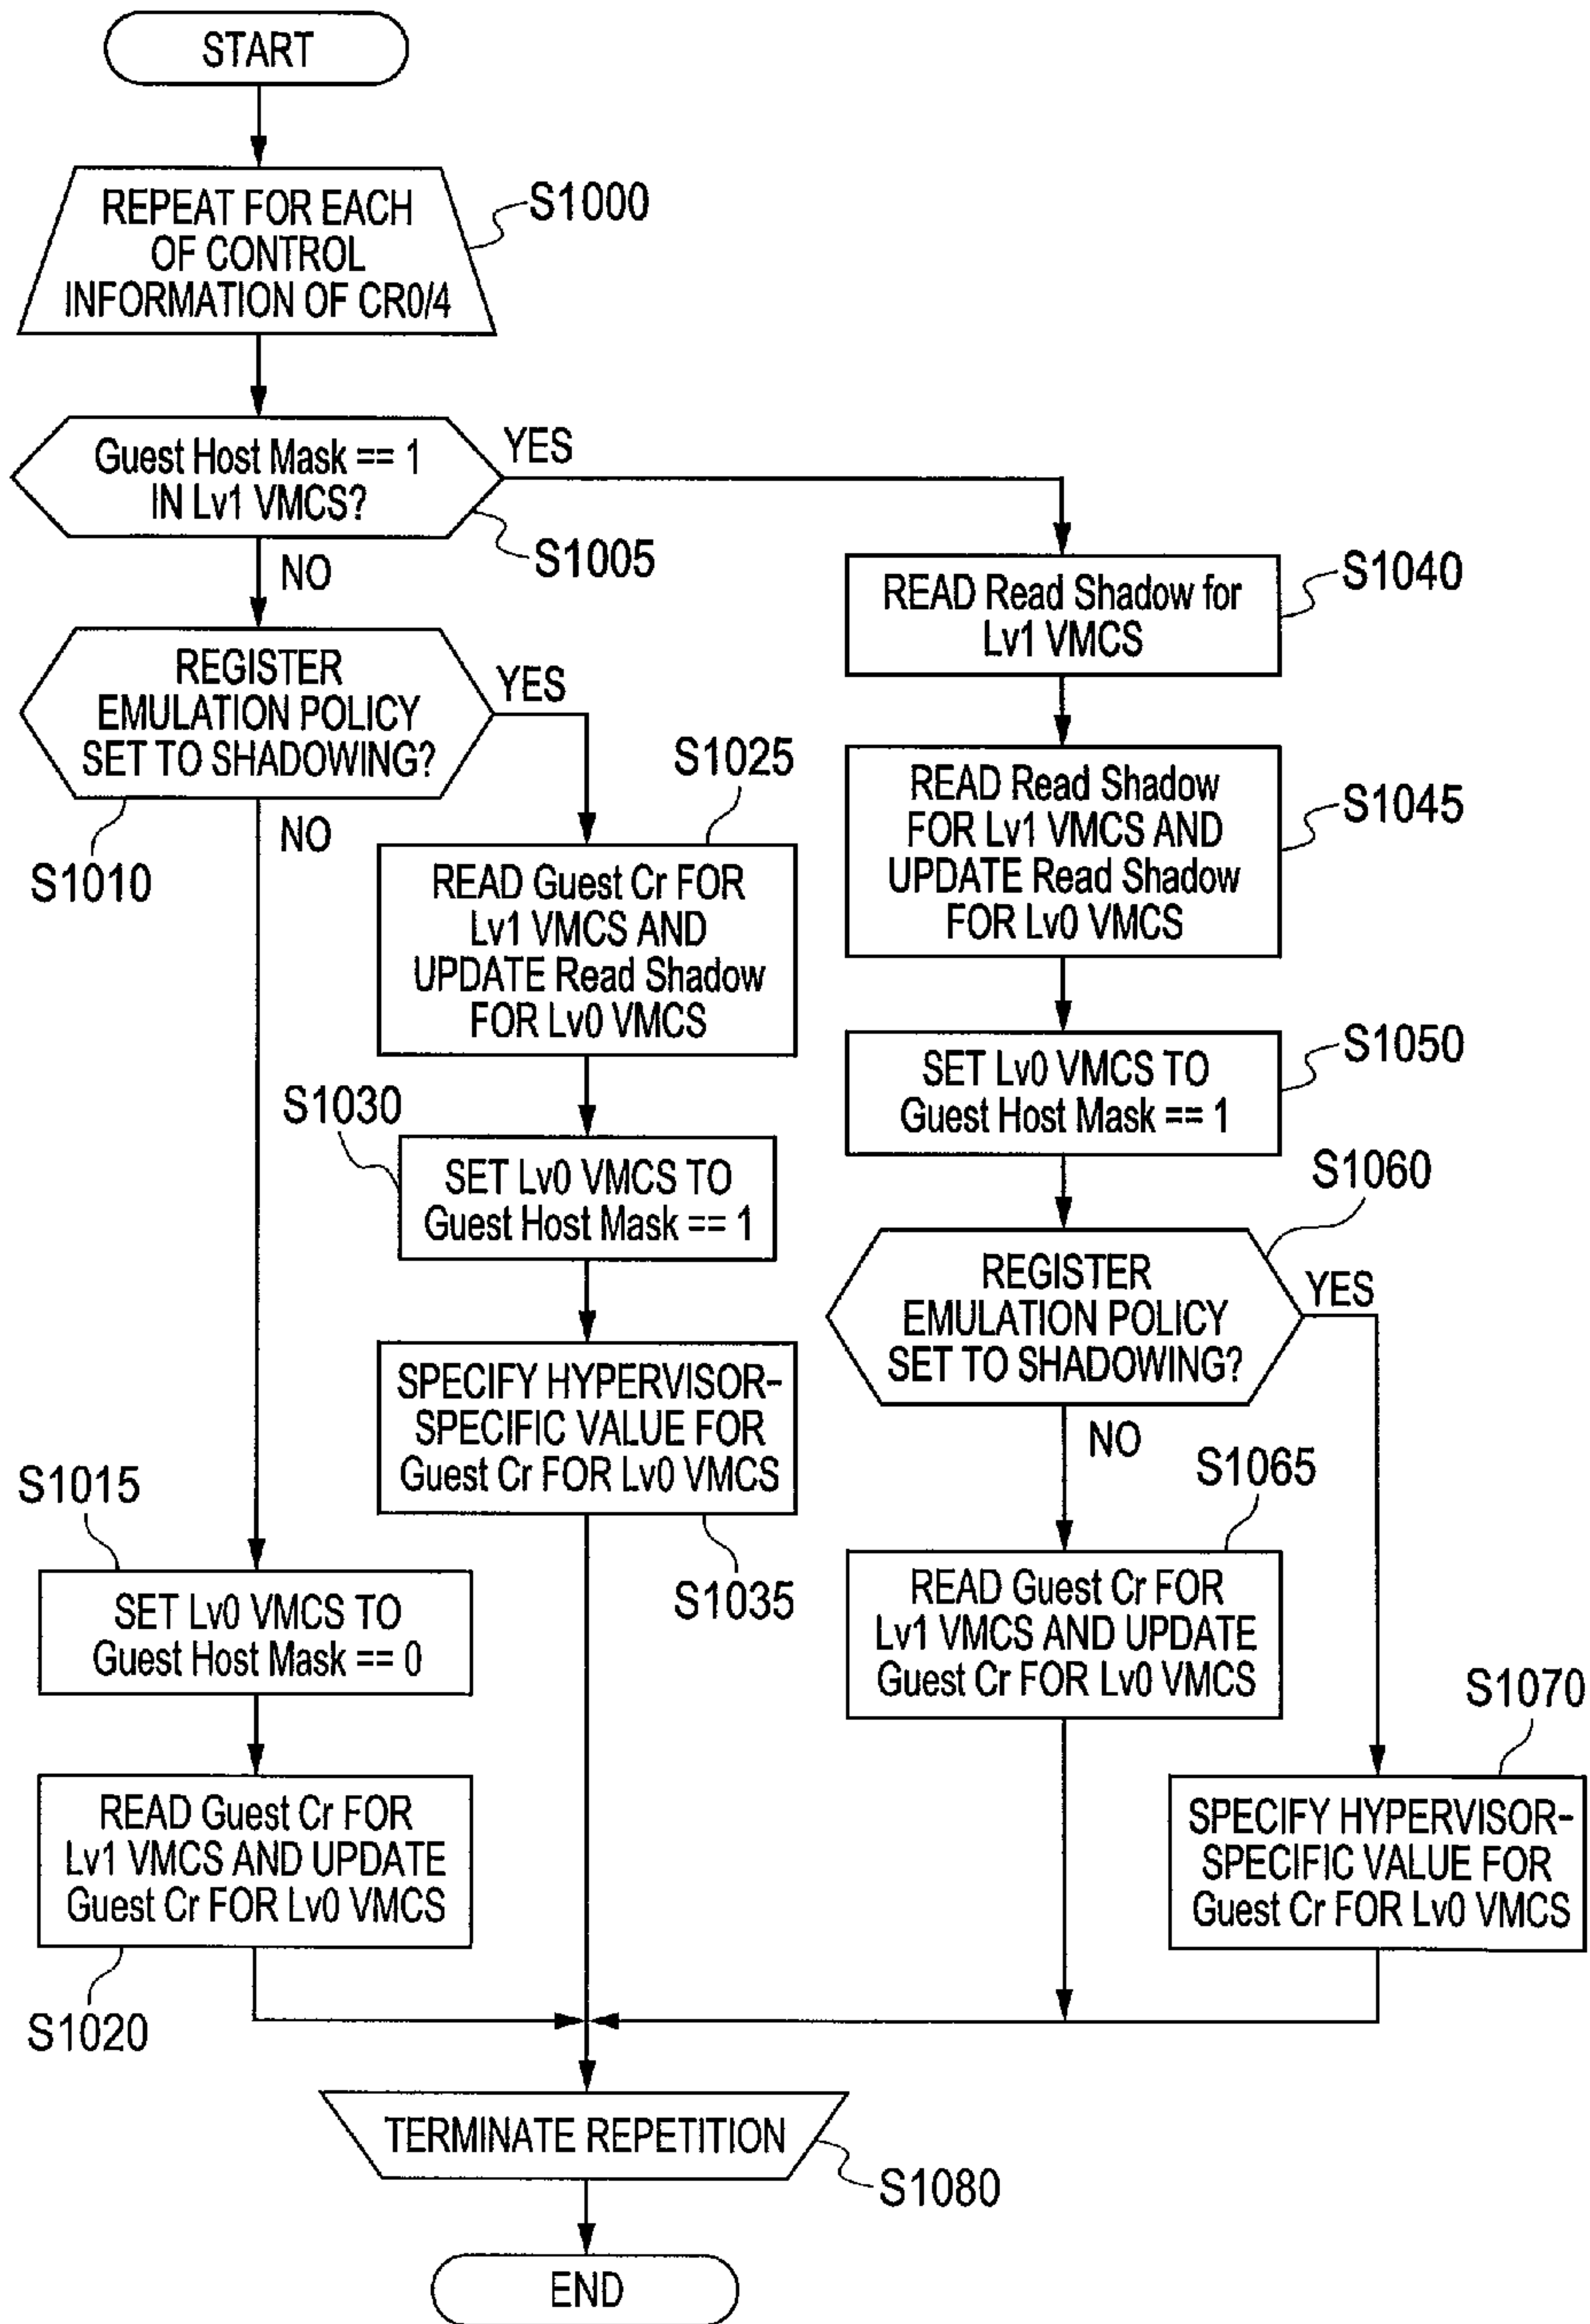 START
REPEAT FOR EACH
OF CONTROL
INFORMATION OF CR0/4
S1000
Guest Host Mask == 1
IN Lv1 VMCS?
YES
S1005
NO
REGISTER
EMULATION POLICY
SET TO SHADOWING?
YES
S1010
NO
S1025
READ Guest Cr FOR
Lv1 VMCS AND
UPDATE Read Shadow
FOR Lv0 VMCS
S1030
SET Lv0 VMCS TO
Guest Host Mask == 1
SPECIFY HYPERVISOR-
SPECIFIC VALUE FOR
Guest Cr FOR Lv0 VMCS
S1035
S1015
SET Lv0 VMCS TO
Guest Host Mask == 0
READ Guest Cr FOR
Lv1 VMCS AND UPDATE
Guest Cr FOR Lv0 VMCS
S1020
READ Read Shadow for
Lv1 VMCS
S1040
READ Read Shadow
FOR Lv1 VMCS AND
UPDATE Read Shadow
FOR Lv0 VMCS
S1045
SET Lv0 VMCS TO
Guest Host Mask == 1
S1050
S1060
REGISTER
EMULATION POLICY
SET TO SHADOWING?
YES
NO
S1065
READ Guest Cr FOR
Lv1 VMCS AND UPDATE
Guest Cr FOR Lv0 VMCS
S1070
SPECIFY HYPERVISOR-
SPECIFIC VALUE FOR
Guest Cr FOR Lv0 VMCS
TERMINATE REPETITION
S1080
END